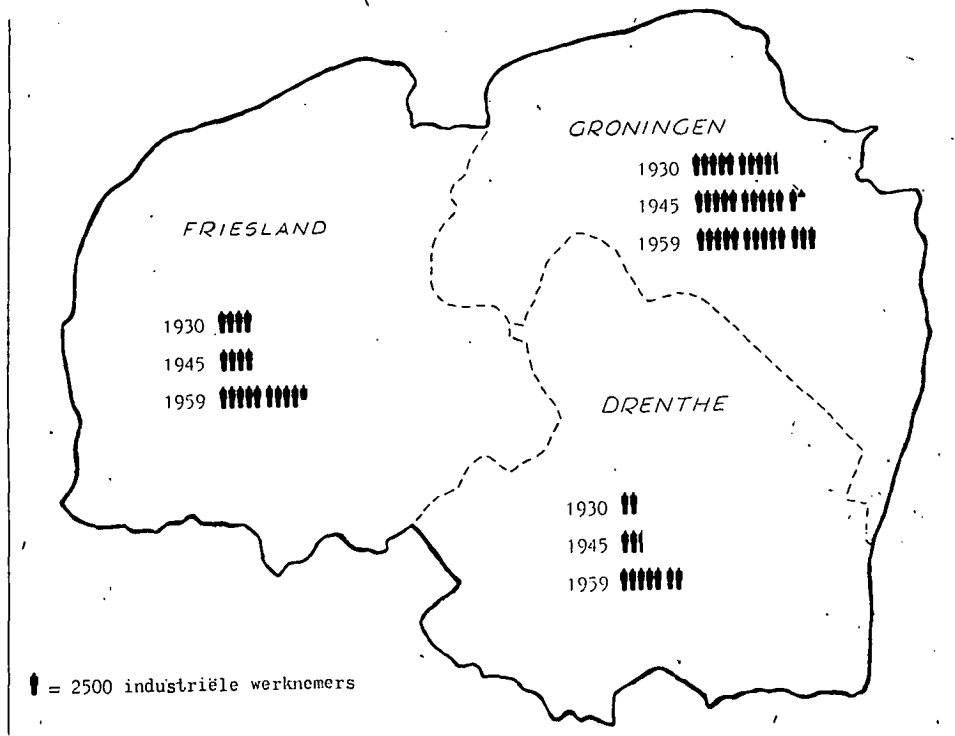 GRONINGEN
1930
1945
1959
FRIESLAND
1930
1945
1959
DRENTHE
1930
1945
1959
= 2500 industriële werknemers